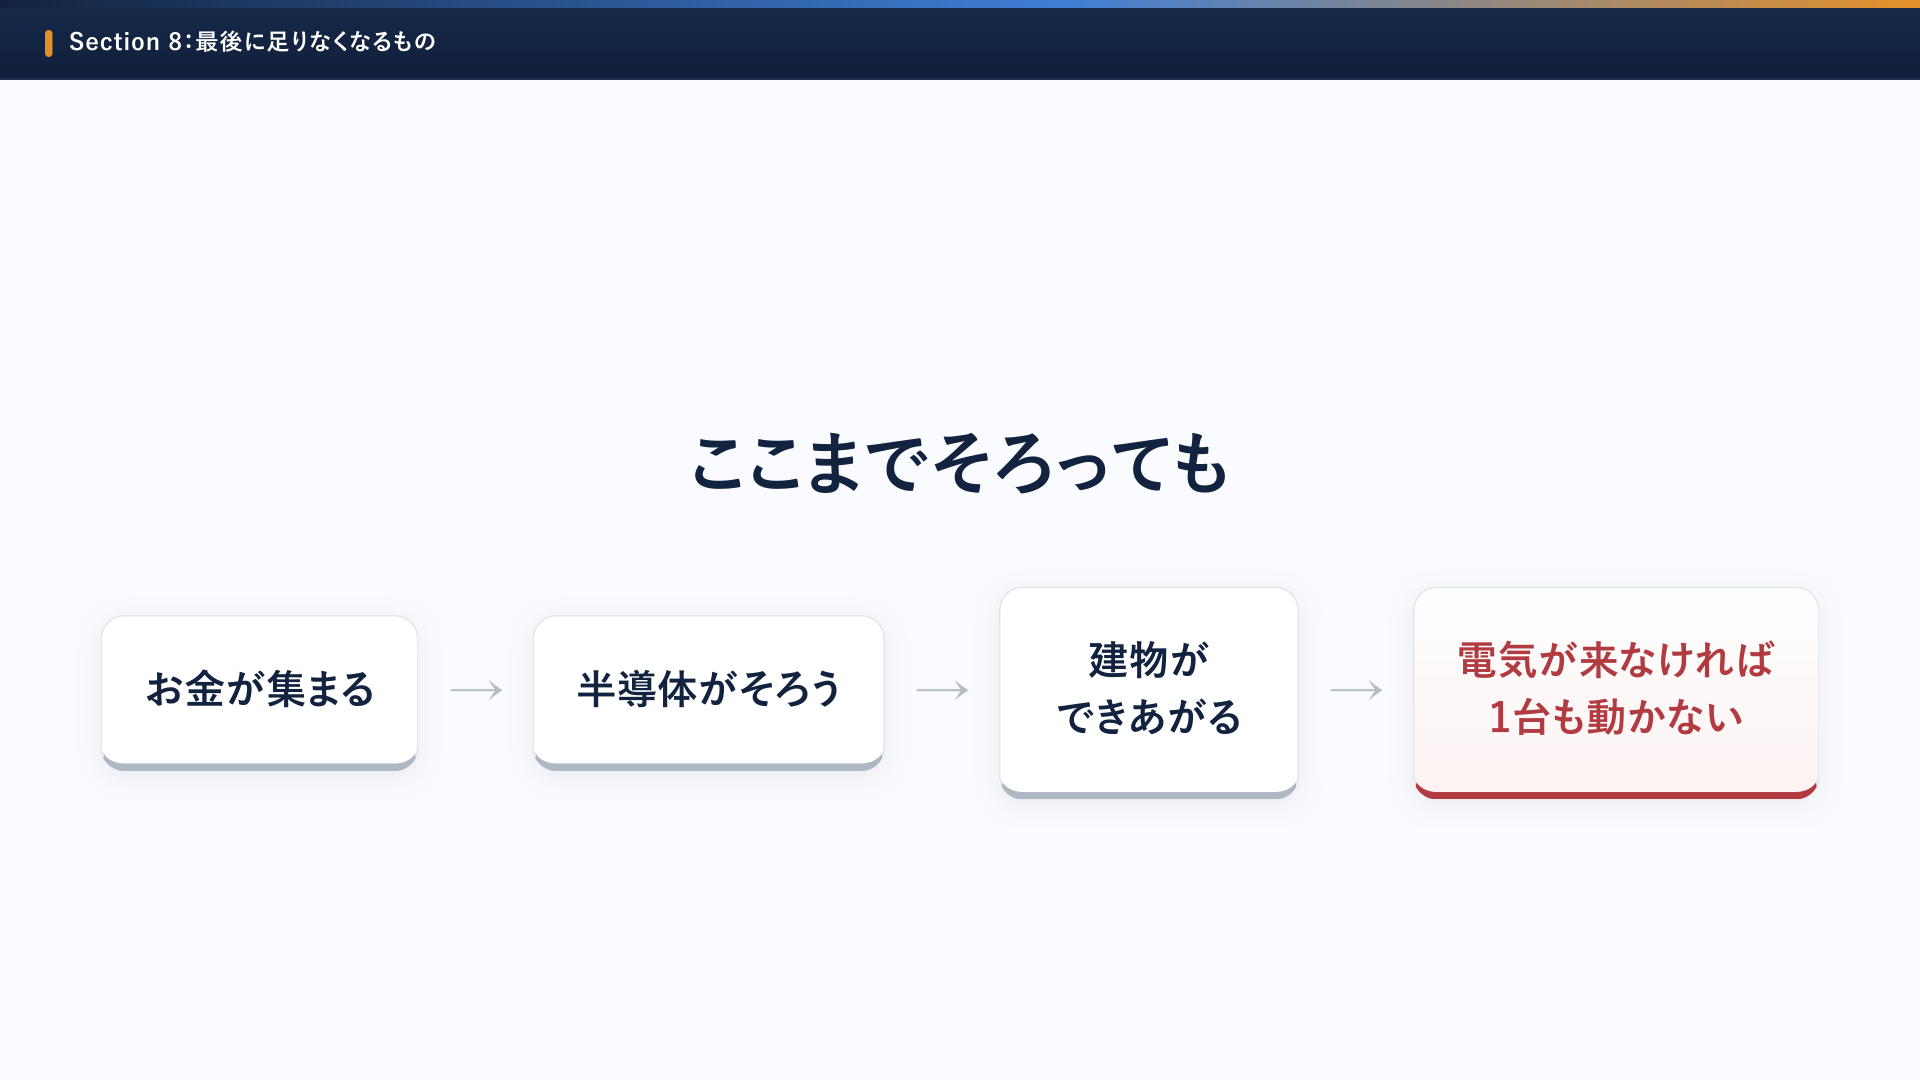 Section 8：最後に足りなくなるもの
ここまでそろっても
お金が集まる
半導体がそろう
建物が
できあがる
電気が来なければ
1台も動かない